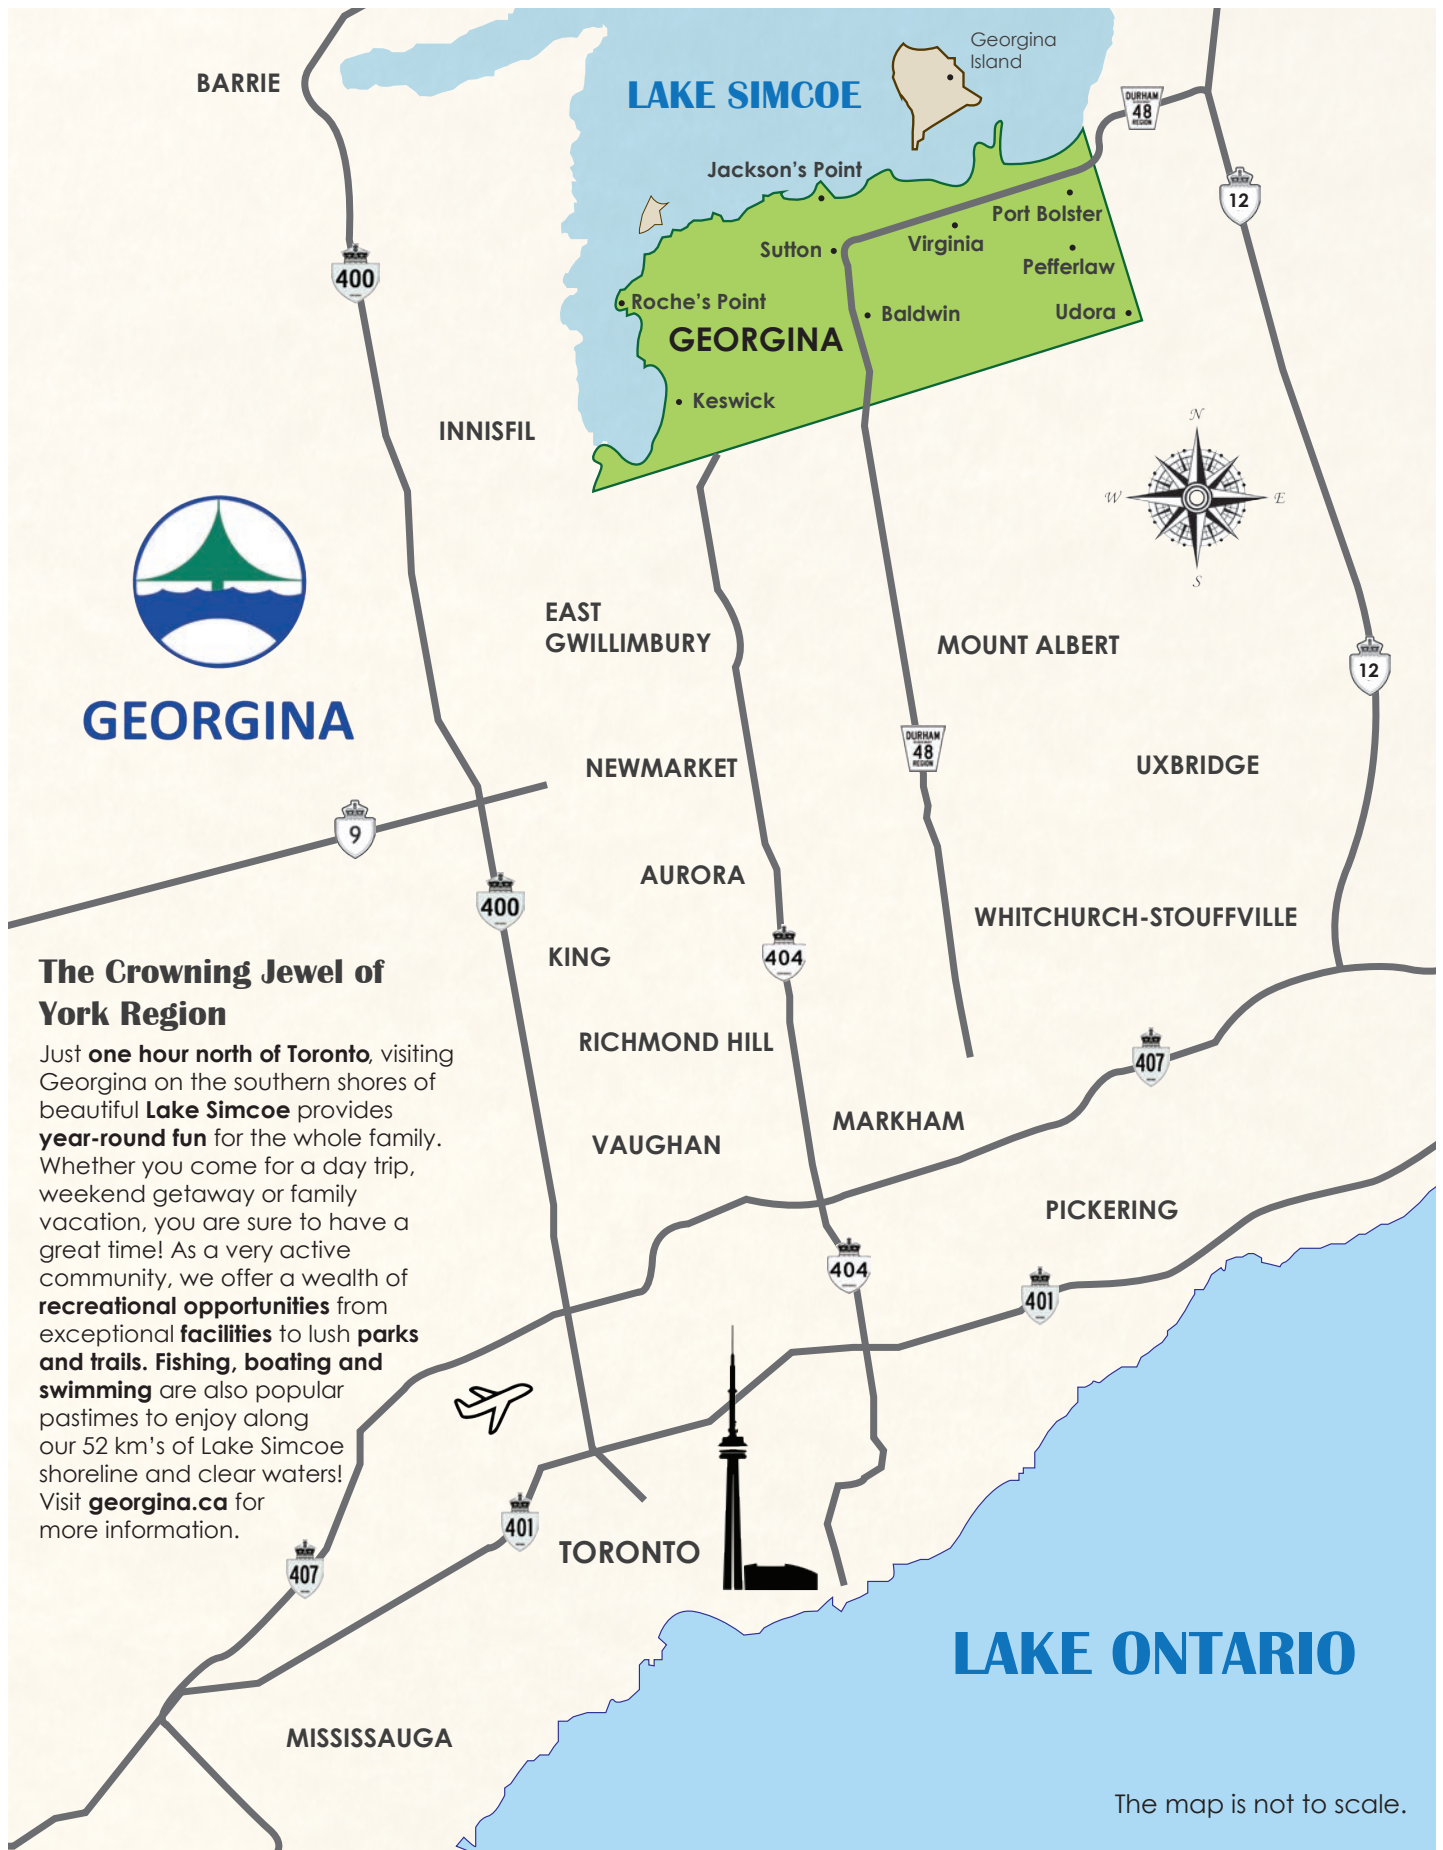 BARRIE
Georgina
Island
LAKE SIMCOE
DURHAM
48
REGION
Jackson's Point
12
Port Bolster
Virginia
Sutton
Pefferlaw
400
Roche's Point
Baldwin
Udora
GEORGINA
Keswick
INNISFIL
N
W
E
S
EAST
GWILLIMBURY
MOUNT ALBERT
12
GEORGINA
DURHAM
48
REGION
NEWMARKET
UXBRIDGE
9
AURORA
400
WHITCHURCH-STOUFFVILLE
KING
404
The Crowning Jewel of
York Region
RICHMOND HILL
407
Just one hour north of Toronto, visiting
Georgina on the southern shores of
beautiful Lake Simcoe provides
year-round fun for the whole family.
Whether you come for a day trip,
weekend getaway or family
vacation, you are sure to have a
great time! As a very active
community, we offer a wealth of
recreational opportunities from
exceptional facilities to lush parks
and trails. Fishing, boating and
swimming are also popular
pastimes to enjoy along
our 52 km's of Lake Simcoe
shoreline and clear waters!
Visit georgina.ca for
more information.
MARKHAM
VAUGHAN
PICKERING
404
401
401
TORONTO
407
LAKE ONTARIO
MISSISSAUGA
The map is not to scale.